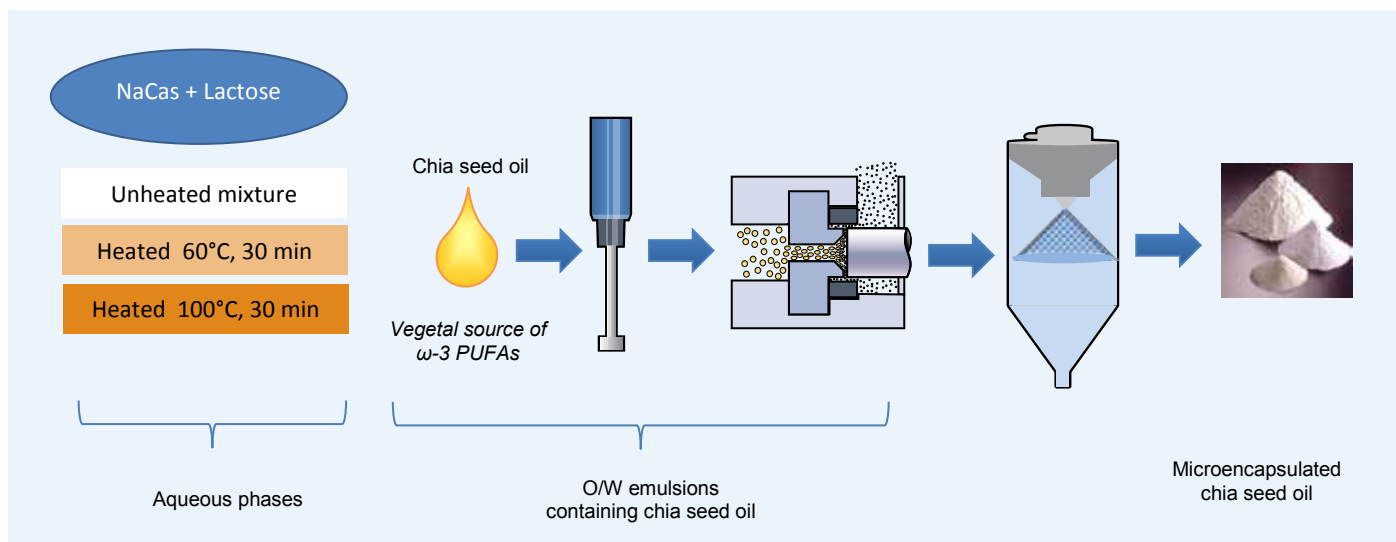 NaCas + Lactose
Unheated mixture
Heated 60°C, 30 min
Heated 100°C, 30 min
Aqueous phases
Chia seed oil
Vegetal source of
ω-3 PUFAs
O/W emulsions
containing chia seed oil
Microencapsulated
chia seed oil